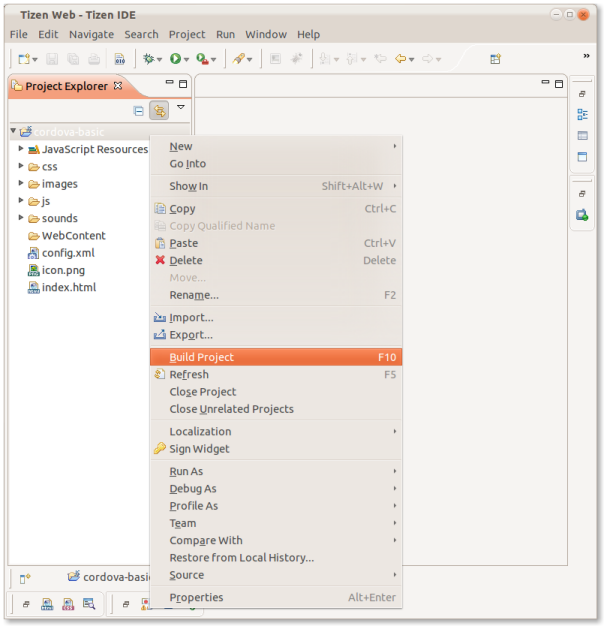 Tizen Web - Tizen IDE
File Edit Navigate Search Project Run Window Help
Project Explorer
cordova-basic
JavaScript Resources
css
images
js
sounds
WebContent
config.xml
icon.png
index.html
New
Go Into
Show In Shift+Alt+W
Copy Ctrl+C
Copy Qualified Name
Paste Ctrl+V
Delete Delete
Move...
Rename... F2
Import...
Export...
Build Project F10
Refresh F5
Close Project
Close Unrelated Projects
Localization
Sign Widget
Run As
Debug As
Profile As
Team
Compare With
Restore from Local History...
Source
Properties Alt+Enter
cordova-basi